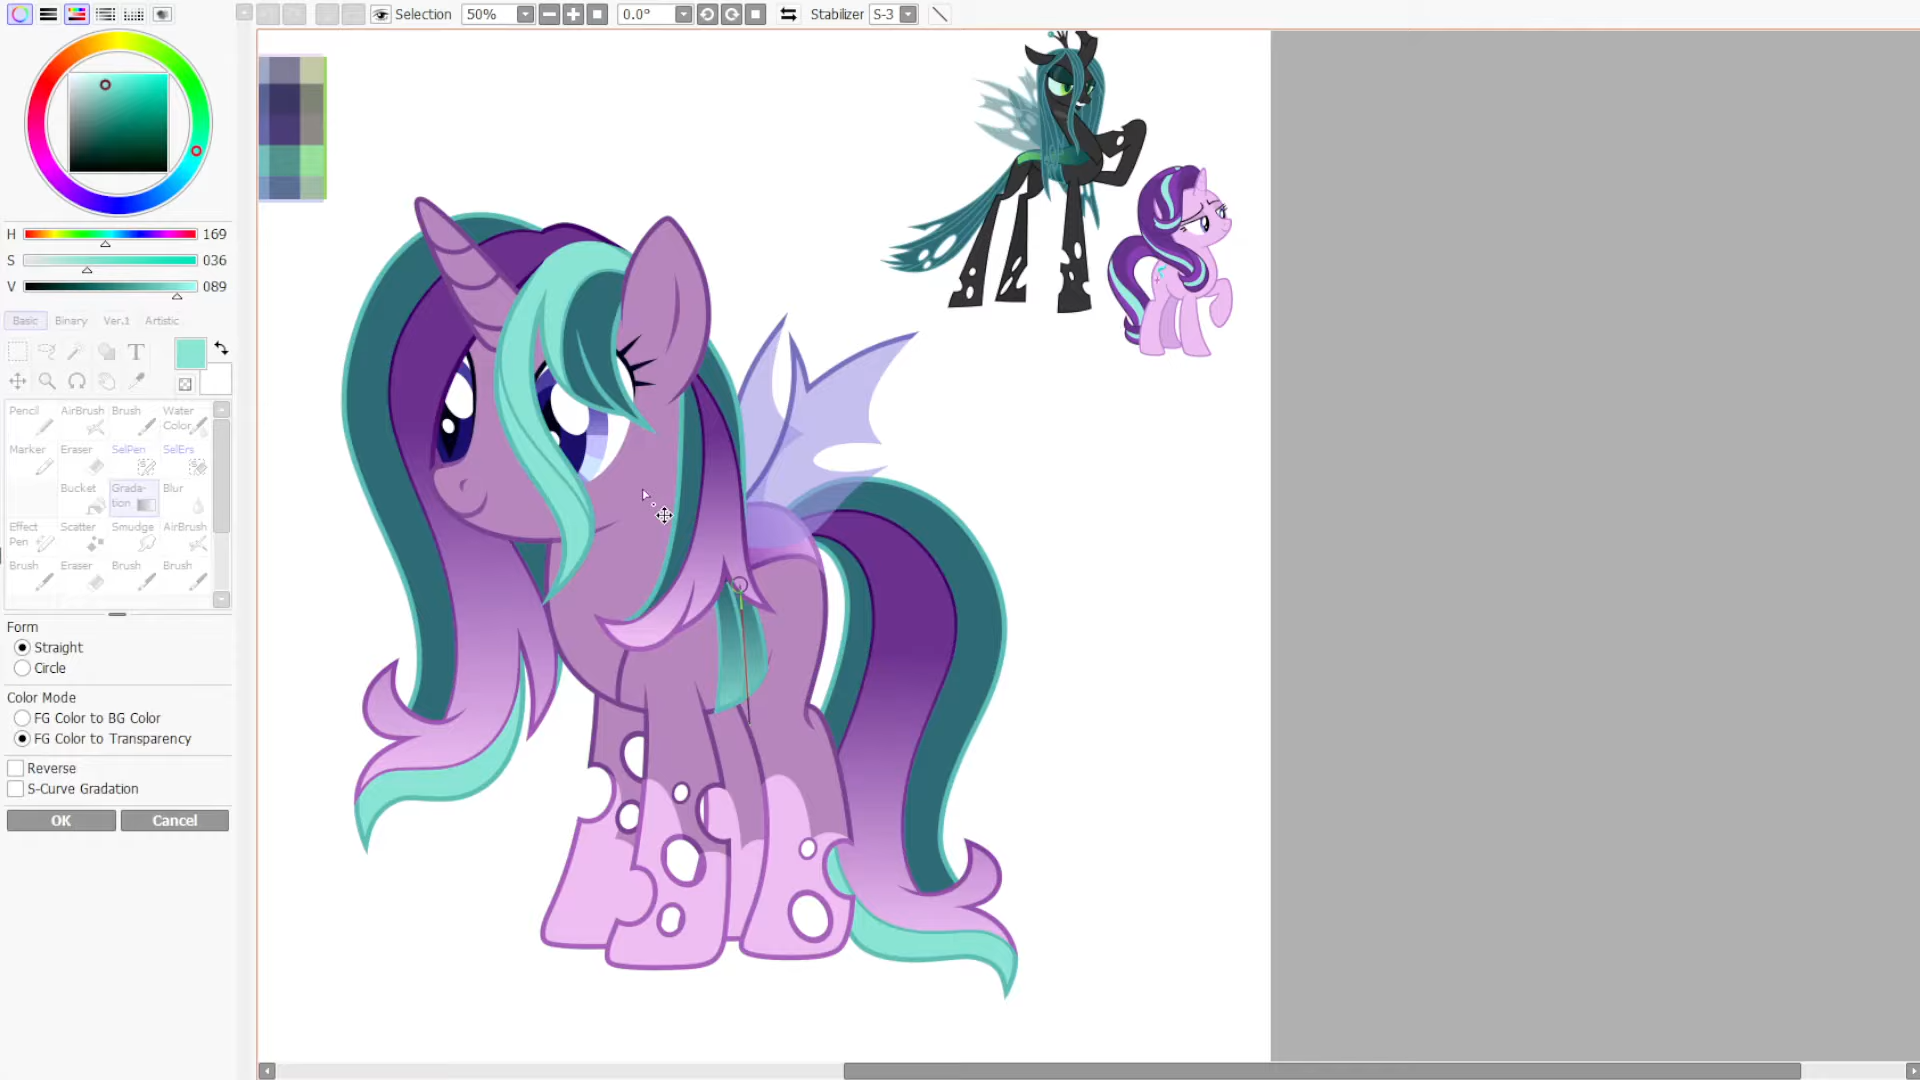 Selection 50% 0.0° Stabilizer S-3
H 169
S 036
V 089
Basic Binary Ver.1 Artistic
T
Pencil AirBrush Brush Water Color
Marker Eraser SelPen SelErs
Bucket Grada-tion Blur
Effect Pen Scatter Smudge AirBrush
Brush Eraser Brush Brush
Form
Straight
Circle
Color Mode
FG Color to BG Color
FG Color to Transparency
Reverse
S-Curve Gradation
OK Cancel